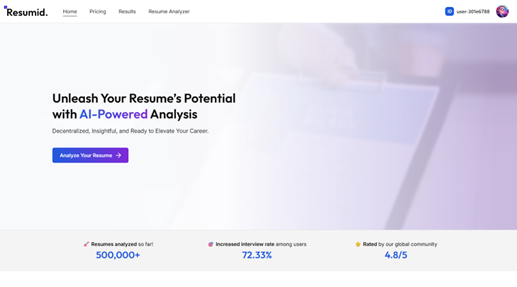 Resumid.
Home
Pricing
Results
Resume Analyzer
ID
user-301e6788
Unleash Your Resume's Potential
with AI-Powered Analysis
Decentralized, Insightful, and Ready to Elevate Your Career.
Analyze Your Resume
Resumes analyzed so far!
500,000+
Increased interview rate among users
72.33%
Rated by our global community
4.8/5